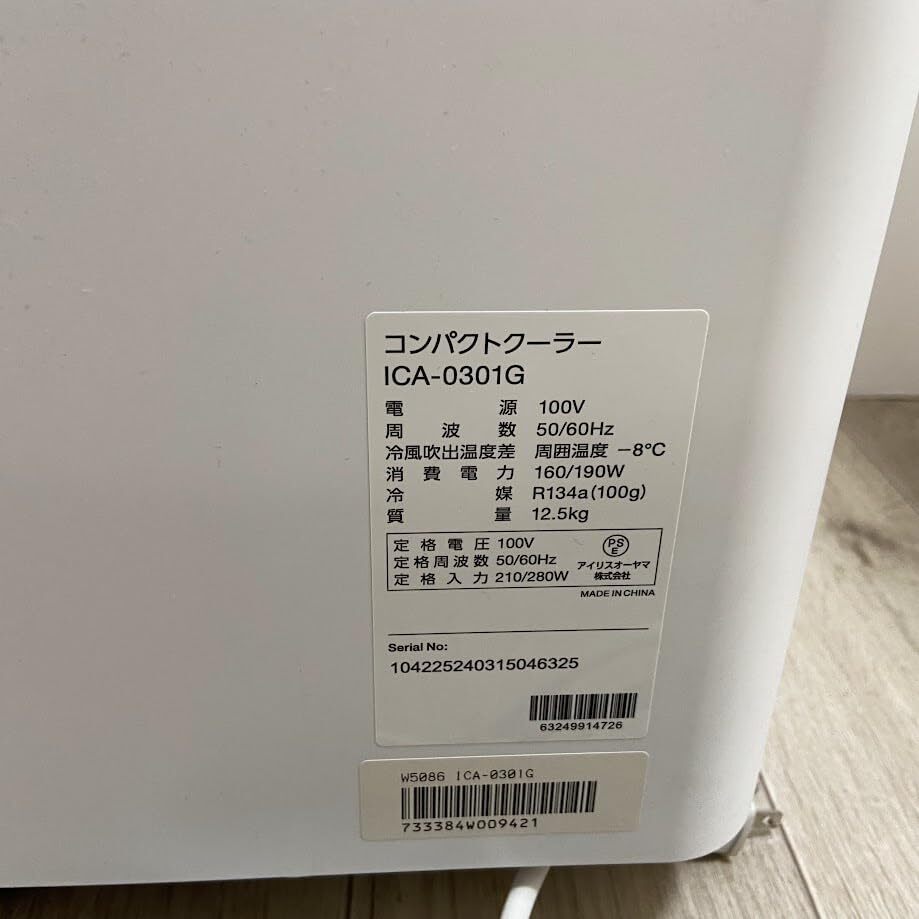 コンパクトクーラー
ICA-0301G
電源 100V
周波数 50/60Hz
冷風吹出温度差 周囲温度 −8℃
消費電力 160/190W
冷媒 R134a(100g)
質量 12.5kg
定格電圧 100V
定格周波数 50/60Hz
定格入力 210/280W
PS
E
アイリスオーヤマ
株式会社
MADE IN CHINA
Serial No:
104225240315046325
63249914726
W5086 ICA-0301G
733384W009421